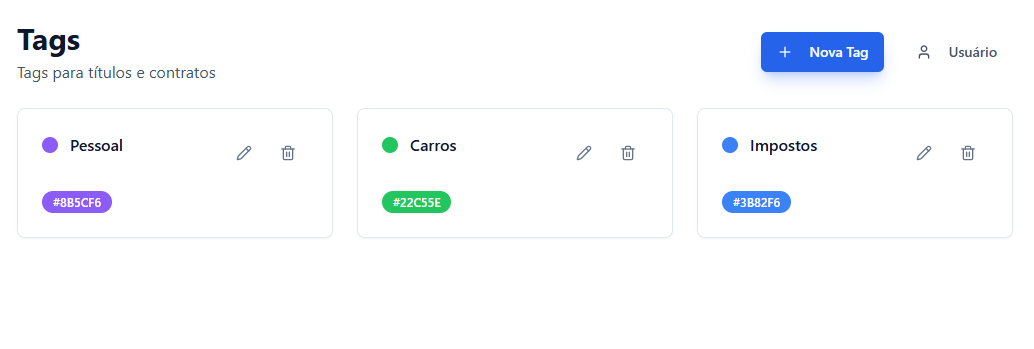 Tags
Tags para títulos e contratos
Nova Tag
Usuário
Pessoal
#8B5CF6
Carros
#22C55E
Impostos
#3B82F6